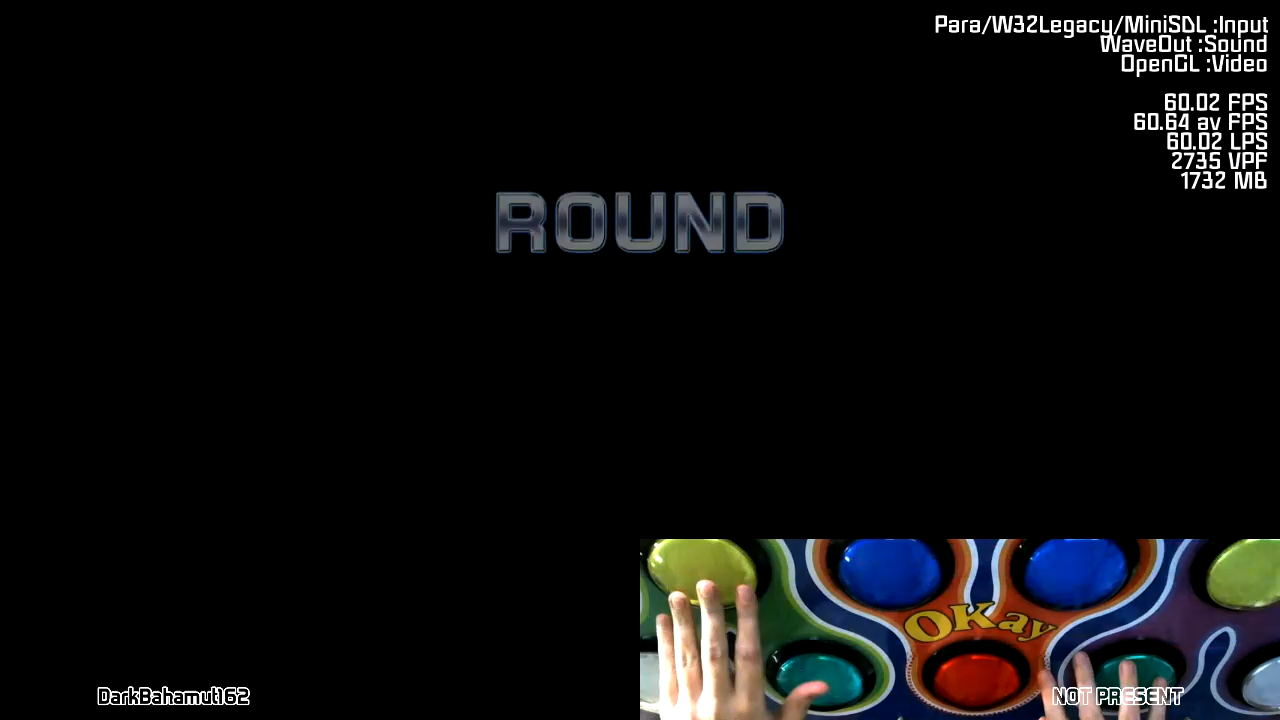 Para/W32Legacy/MiniSDL :Input
WaveOut :Sound
OpenGL :Video
60.02 FPS
60.64 av FPS
60.02 LPS
2735 VPF
1732 MB
ROUND
OKay
DarkBahamut162
NOT PRESENT